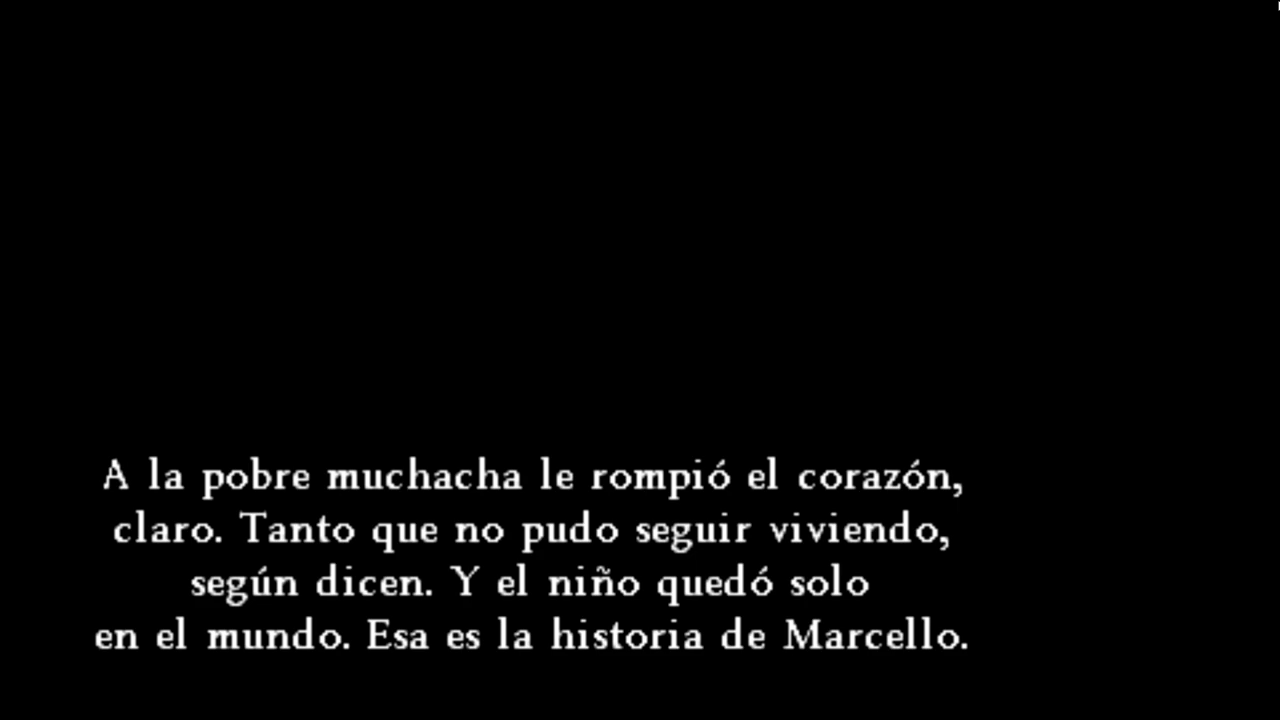 A la pobre muchacha le rompió el corazón,
claro. Tanto que no pudo seguir viviendo,
según dicen. Y el niño quedó solo
en el mundo. Esa es la historia de Marcello.